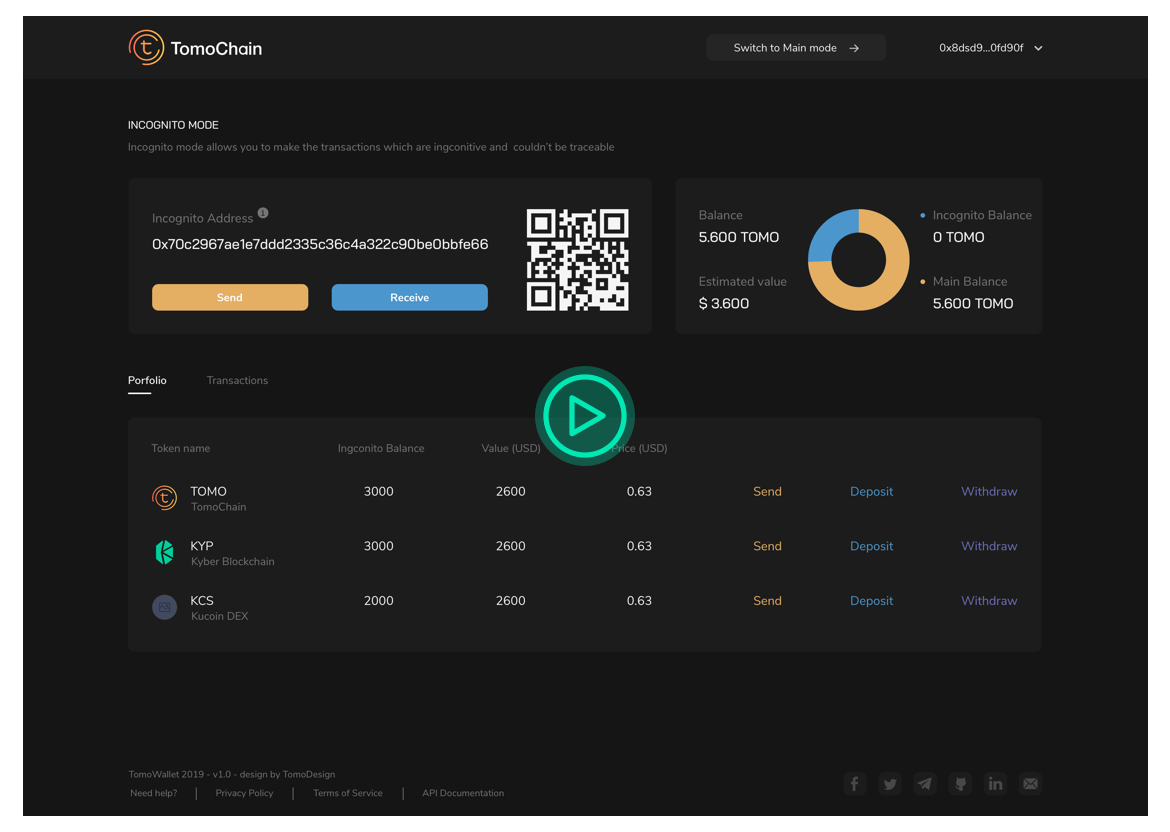 TomoChain
Switch to Main mode →
0x8dsd9...0fd90f
INCOGNITO MODE
Incognito mode allows you to make the transactions which are ingconitive and couldn't be traceable
Incognito Address
0x70c2967ae1e7ddd2335c36c4a322c90be0bbfe66
Send
Receive
Balance
5.600 TOMO
Estimated value
$ 3.600
Incognito Balance
0 TOMO
Main Balance
5.600 TOMO
Porfolio
Transactions
Token name Ingconito Balance Value (USD) Price (USD)
TOMO 3000 2600 0.63 Send Deposit Withdraw
TomoChain
KYP 3000 2600 0.63 Send Deposit Withdraw
Kyber Blockchain
KCS 2000 2600 0.63 Send Deposit Withdraw
Kucoin DEX
TomoWallet 2019 - v1.0 - design by TomoDesign
Need help? | Privacy Policy | Terms of Service | API Documentation